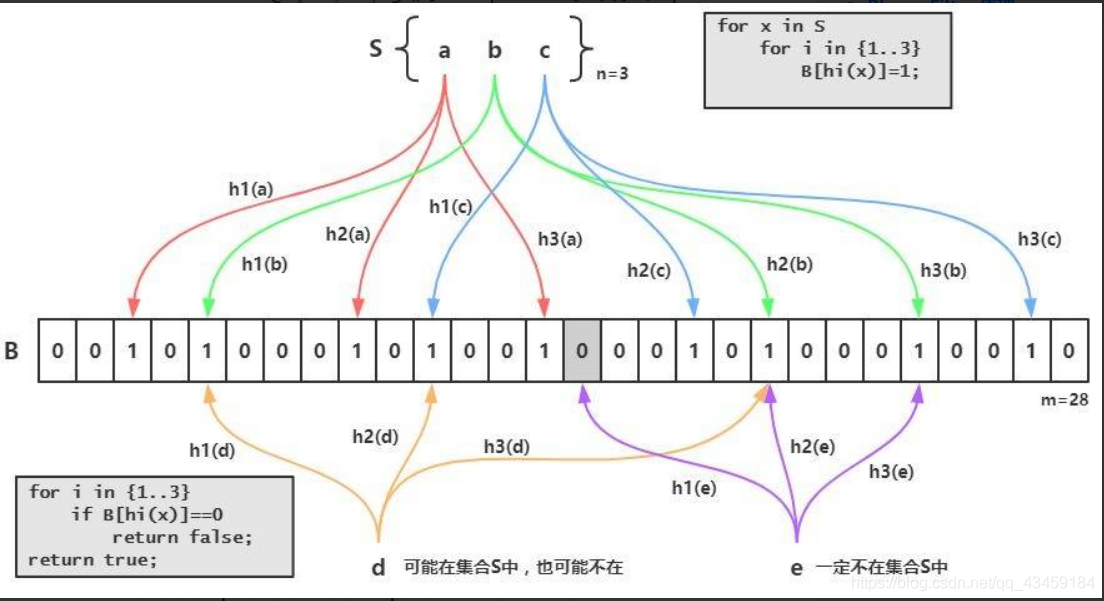 S { a b c } n=3
for x in S
for i in {1..3}
B[hi(x)]=1;
h1(a)
h2(a)
h1(c)
h3(a)
h1(b)
h2(c)
h2(b)
h3(b)
h3(c)
B 0 0 1 0 1 0 0 0 1 0 1 0 0 1 0 0 0 1 0 1 0 0 0 1 0 0 1 0
m=28
h1(d)
h2(d)
h3(d)
h1(e)
h2(e)
h3(e)
for i in {1..3}
if B[hi(x)]==0
return false;
return true;
d 可能在集合S中，也可能不在
e 一定不在集合S中
https://blog.csdn.net/qq_43459184